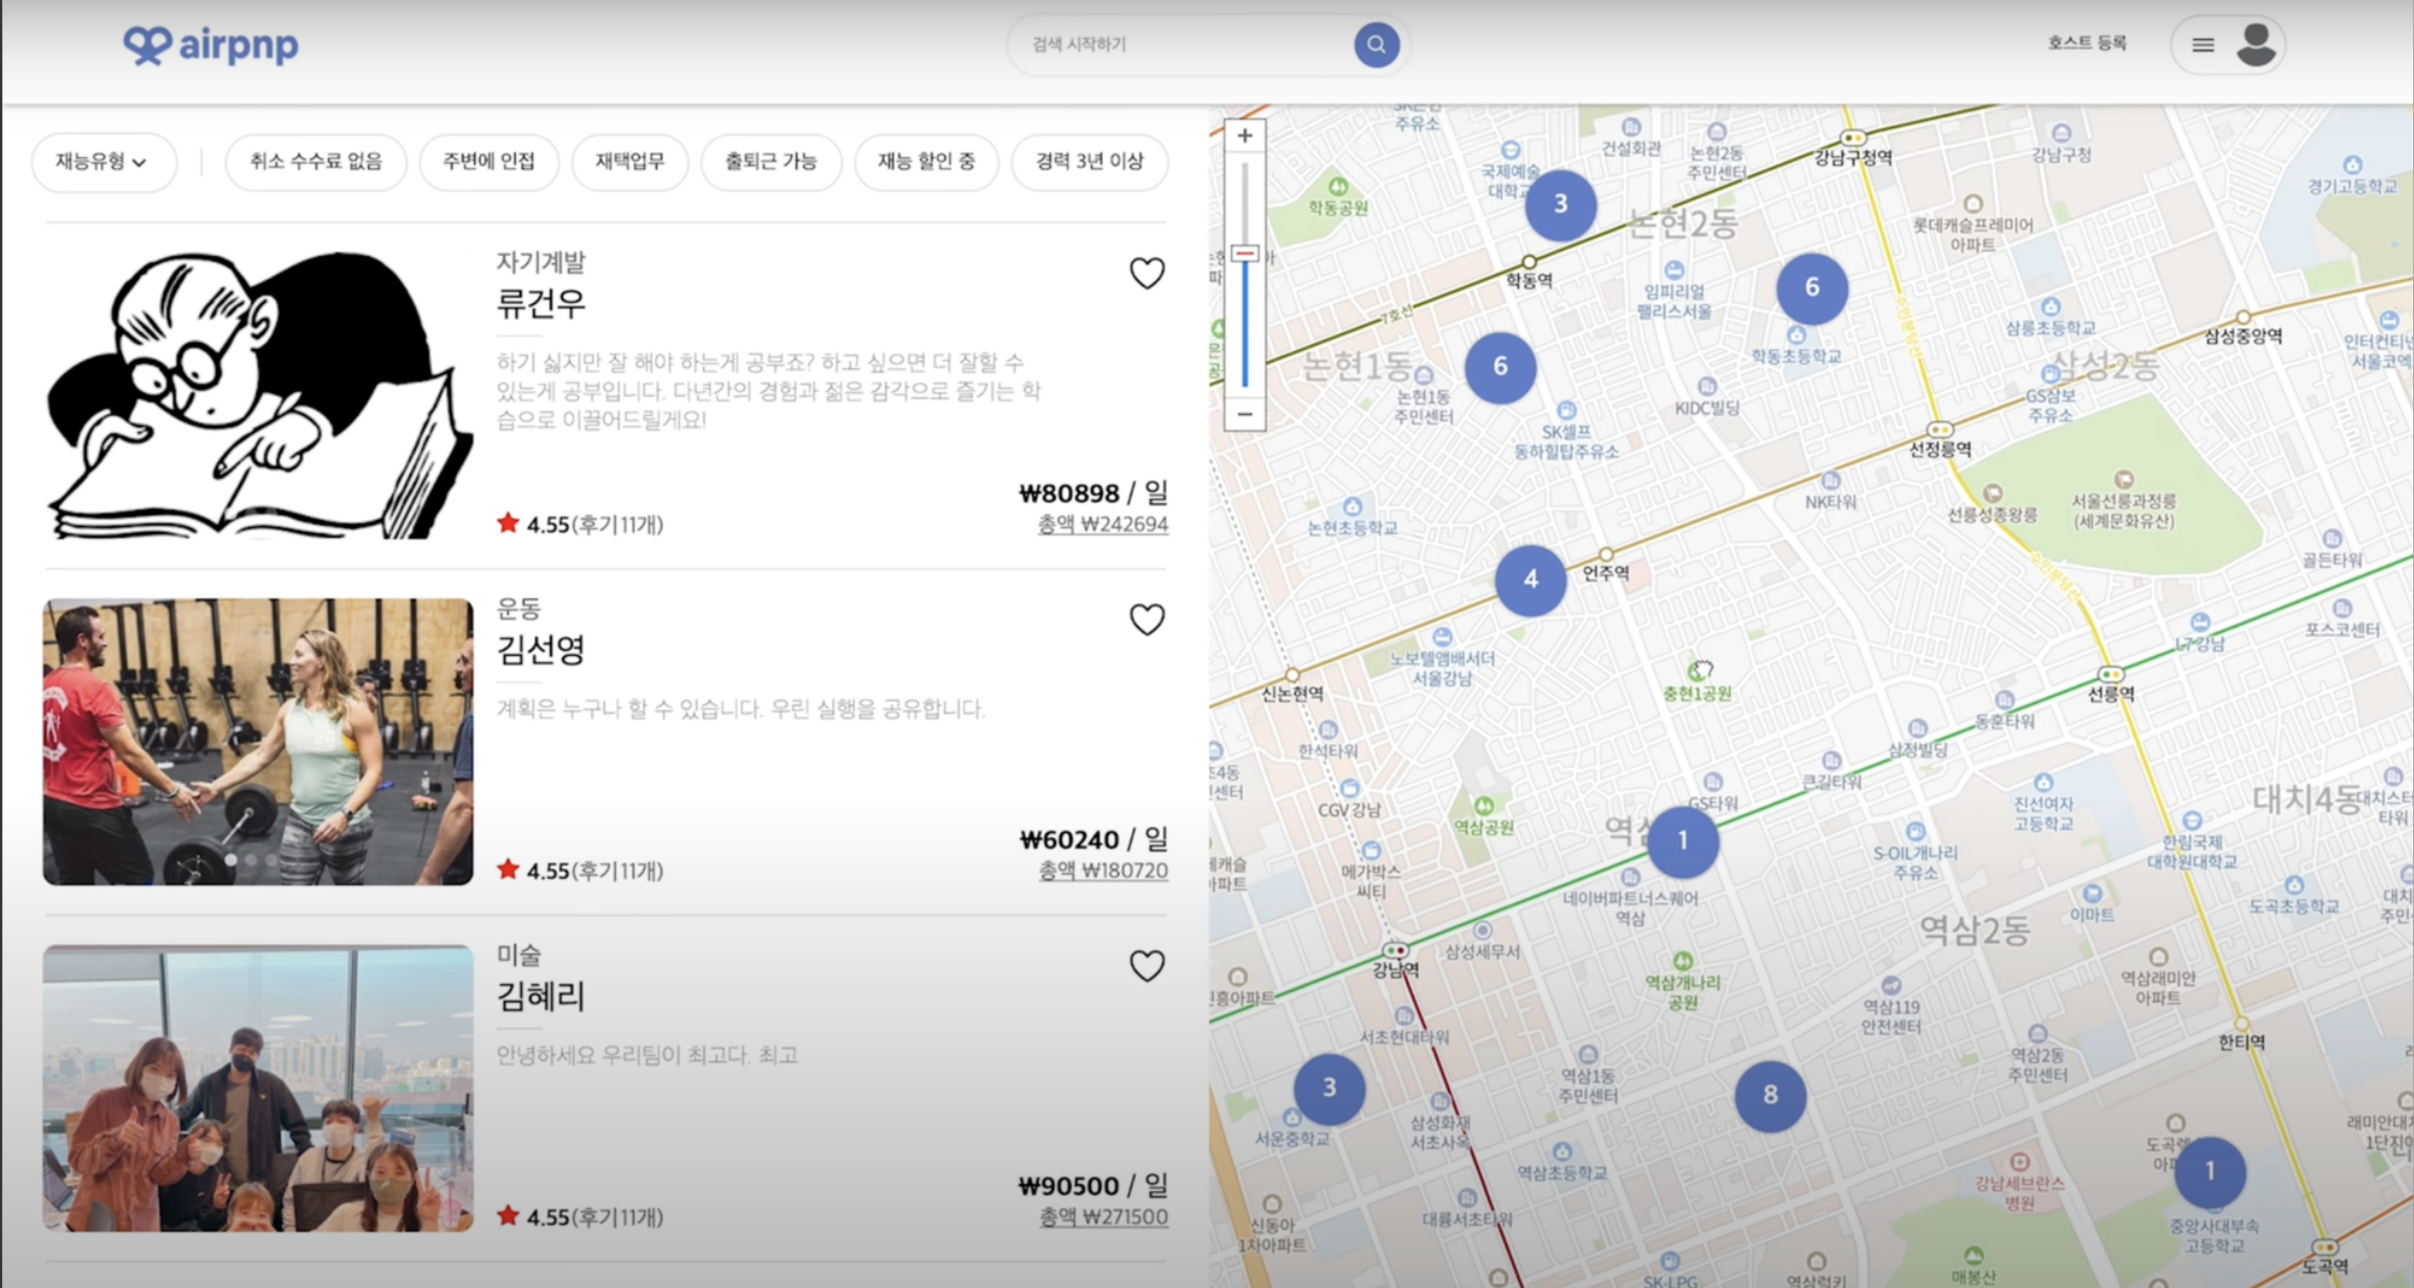 airpnp
검색 시작하기
호스트 등록
재능유형
취소 수수료 없음
주변에 인접
재택업무
출퇴근 가능
재능 할인 중
경력 3년 이상
자기계발
류건우
하기 싫지만 잘 해야 하는게 공부죠? 하고 싶으면 더 잘할 수
있는게 공부입니다. 다년간의 경험과 젊은 감각으로 즐기는 학
습으로 이끌어드릴게요!
₩80898 / 일
4.55(후기11개)
총액 ₩242694
운동
김선영
계획은 누구나 할 수 있습니다. 우린 실행을 공유합니다.
₩60240 / 일
4.55(후기11개)
총액 ₩180720
미술
김혜리
안녕하세요 우리팀이 최고다. 최고
₩90500 / 일
4.55(후기11개)
총액 ₩271500
+
−
주유소
건설회관
논현2동
주민센터
강남구청역
강남구청
경기고등학교
국제예술
대학교
학동공원
3
논현2동
롯데캐슬프레미어
아파트
학동역
7호선
임피리얼
팰리스서울
6
학동초등학교
수인분당선
삼릉초등학교
삼성중앙역
삼성2동
논현1동
논현1동
주민센터
6
KIDC빌딩
GS삼보
주유소
SK셀프
동하힐탑주유소
선정릉역
NK타워
선릉성종왕릉
서울선릉과정릉
(세계문화유산)
논현초등학교
골든타워
4
언주역
수인분당선
포스코센터
L7강남
노보텔앰배서더
서울강남
충현1공원
신논현역
선릉역
동훈타워
한석타워
삼정빌딩
큰길타워
CGV강남
GS타워
진선여자
고등학교
대치4동
역삼공원
1
한림국제
대학원대학교
S-OIL개나리
주유소
메가박스
씨티
네이버파트너스퀘어
역삼
이마트
도곡초등학교
역삼2동
강남역
삼성세무서
역삼개나리
공원
역삼래미안
아파트
역삼119
안전센터
서초현대타워
한티역
역삼2동
주민센터
역삼1동
주민센터
3
8
서운중학교
삼성화재
서초사옥
역삼초등학교
1
강남세브란스
병원
대륭서초타워
신동아
1차아파트
중앙사대부속
고등학교
도곡역
매봉산
SK-LPG
역삼럭키